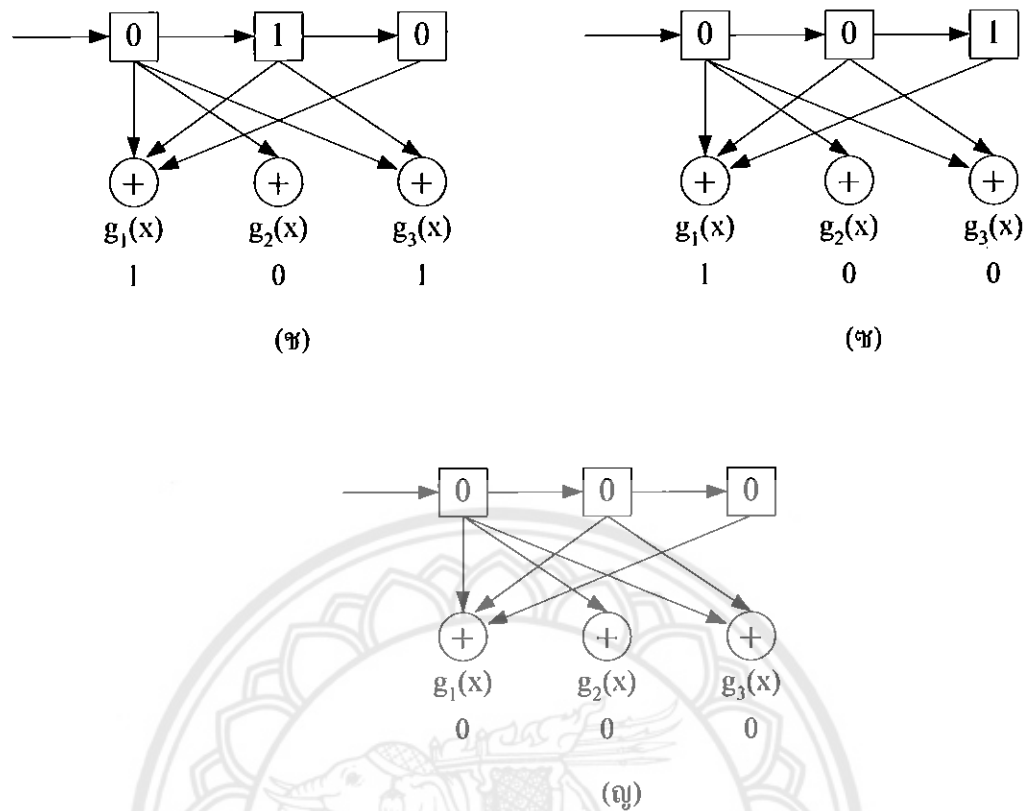 0 1 0
+ + +
g₁(x) g₂(x) g₃(x)
1 0 1
(ช)
0 0 1
+ + +
g₁(x) g₂(x) g₃(x)
1 0 0
(ซ)
0 0 0
+ + +
g₁(x) g₂(x) g₃(x)
0 0 0
(ญ)